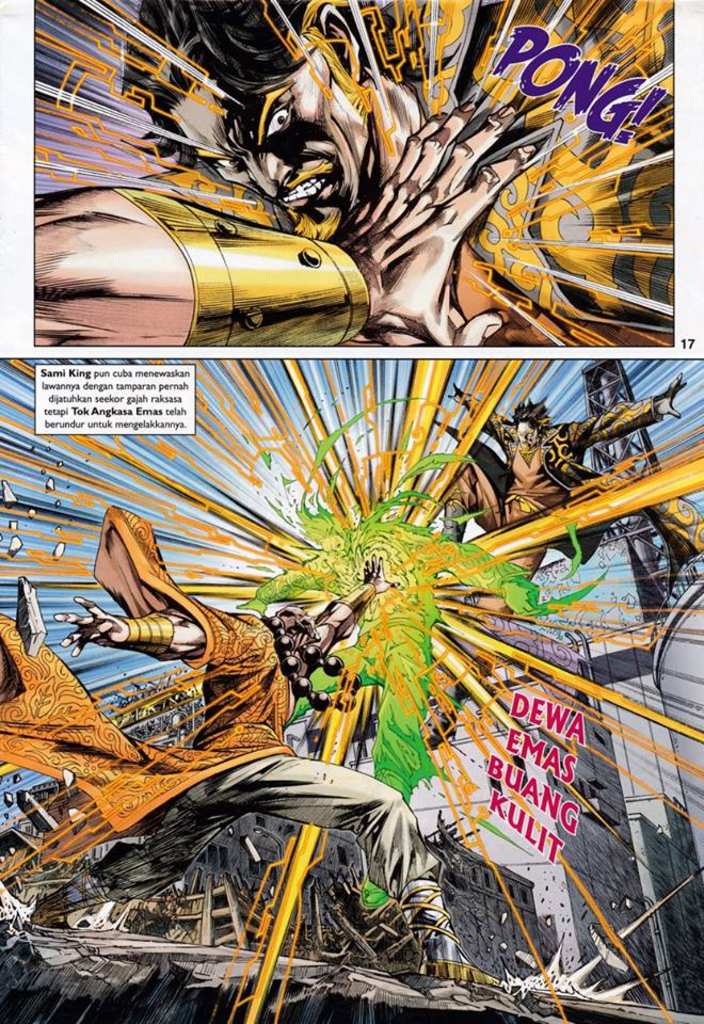 PONG!
17
Sami King pun cuba menewaskan
lawannya dengan tamparan pernah
dijatuhkan seekor gajah raksasa
tetapi Tok Angkasa Emas telah
berundur untuk mengelakkannya.
DEWA
EMAS
BUANG
KULIT